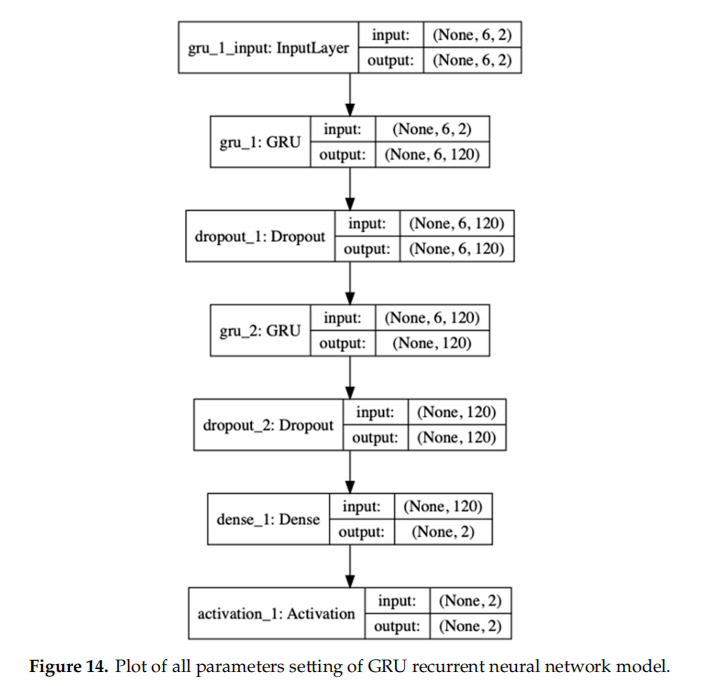 gru_1_input: InputLayer
input: (None, 6, 2)
output: (None, 6, 2)
gru_1: GRU
input: (None, 6, 2)
output: (None, 6, 120)
dropout_1: Dropout
input: (None, 6, 120)
output: (None, 6, 120)
gru_2: GRU
input: (None, 6, 120)
output: (None, 120)
dropout_2: Dropout
input: (None, 120)
output: (None, 120)
dense_1: Dense
input: (None, 120)
output: (None, 2)
activation_1: Activation
input: (None, 2)
output: (None, 2)
Figure 14. Plot of all parameters setting of GRU recurrent neural network model.